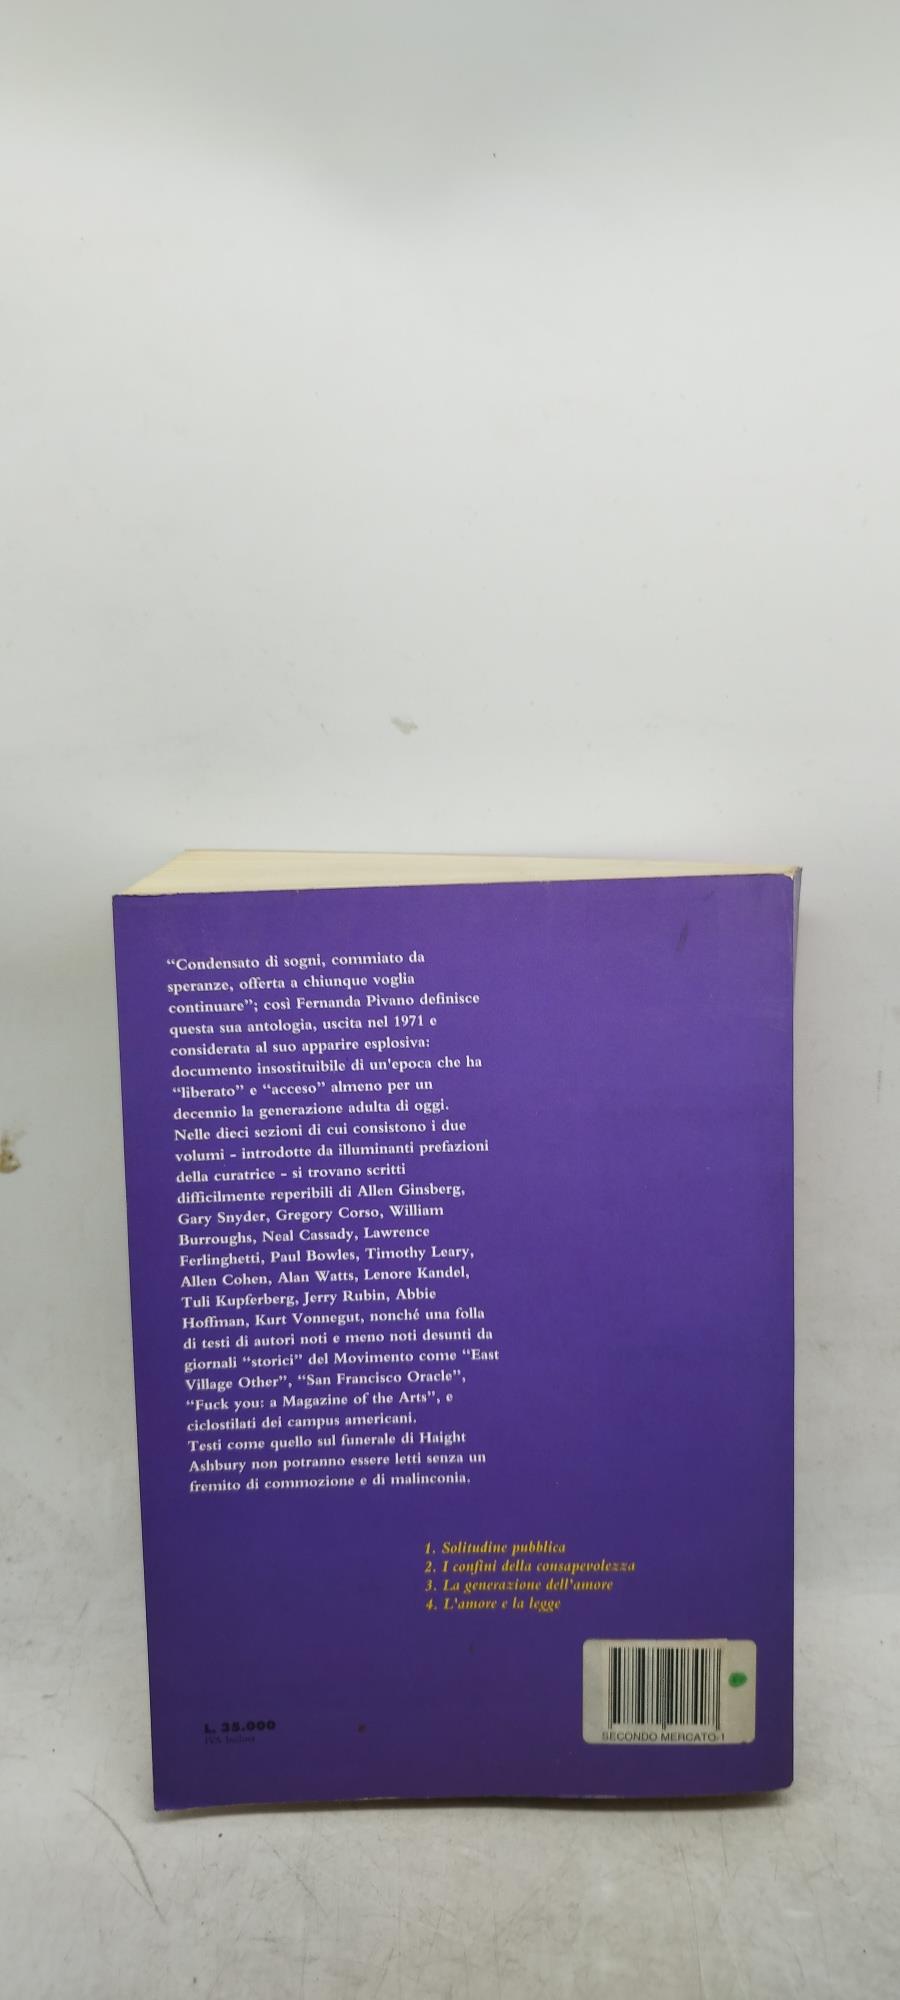 “Condensato di sogni, commiato da
speranze, offerta a chiunque voglia
continuare”; così Fernanda Pivano definisce
questa sua antologia, uscita nel 1971 e
considerata al suo apparire esplosiva:
documento insostituibile di un'epoca che ha
“liberato” e “acceso” almeno per un
decennio la generazione adulta di oggi.
Nelle dieci sezioni di cui consistono i due
volumi - introdotte da illuminanti prefazioni
della curatrice - si trovano scritti
difficilmente reperibili di Allen Ginsberg,
Gary Snyder, Gregory Corso, William
Burroughs, Neal Cassady, Lawrence
Ferlinghetti, Paul Bowles, Timothy Leary,
Allen Cohen, Alan Watts, Lenore Kandel,
Tuli Kupferberg, Jerry Rubin, Abbie
Hoffman, Kurt Vonnegut, nonché una folla
di testi di autori noti e meno noti desunti da
giornali “storici” del Movimento come “East
Village Other”, “San Francisco Oracle”,
“Fuck you: a Magazine of the Arts”, e
ciclostilati dei campus americani.
Testi come quello sul funerale di Haight
Ashbury non potranno essere letti senza un
fremito di commozione e di malinconia.
1. Solitudine pubblica
2. I confini della consapevolezza
3. La generazione dell'amore
4. L'amore e la legge
SECONDO MERCATO-1
L. 35.000
IVA inclusa